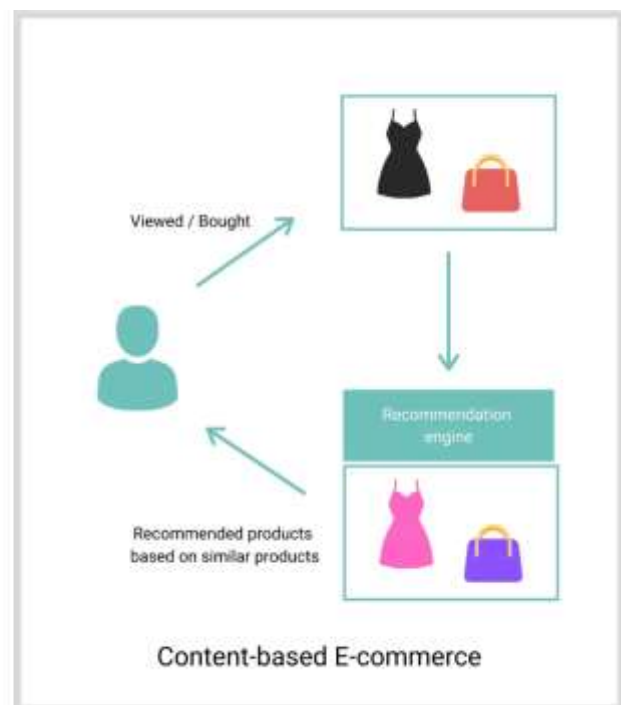 Viewed / Bought
Recommendation
engine
Recommended products
based on similar products
Content-based E-commerce